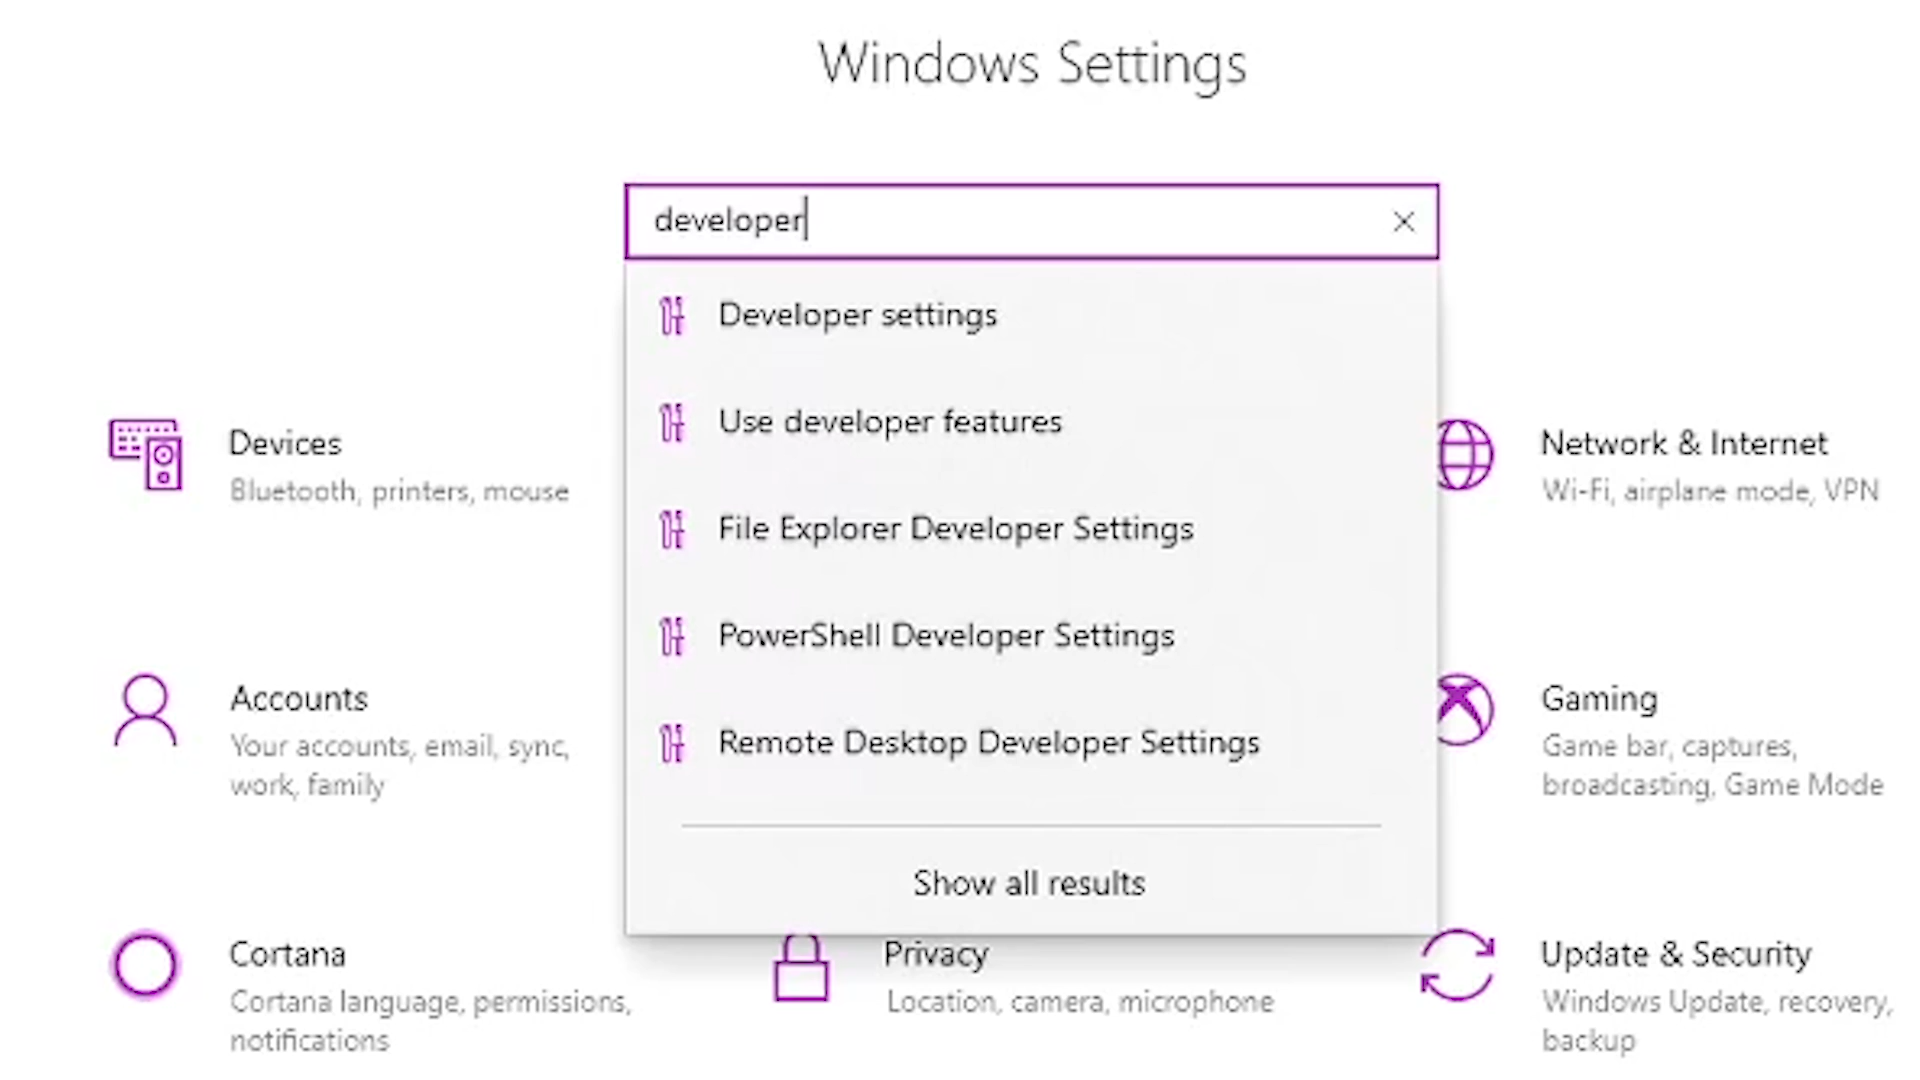 Windows Settings
developer
Developer settings
Use developer features
File Explorer Developer Settings
PowerShell Developer Settings
Remote Desktop Developer Settings
Show all results
Devices
Bluetooth, printers, mouse
Network & Internet
Wi-Fi, airplane mode, VPN
Accounts
Your accounts, email, sync,
work, family
Gaming
Game bar, captures,
broadcasting, Game Mode
Cortana
Cortana language, permissions,
notifications
Privacy
Location, camera, microphone
Update & Security
Windows Update, recovery,
backup